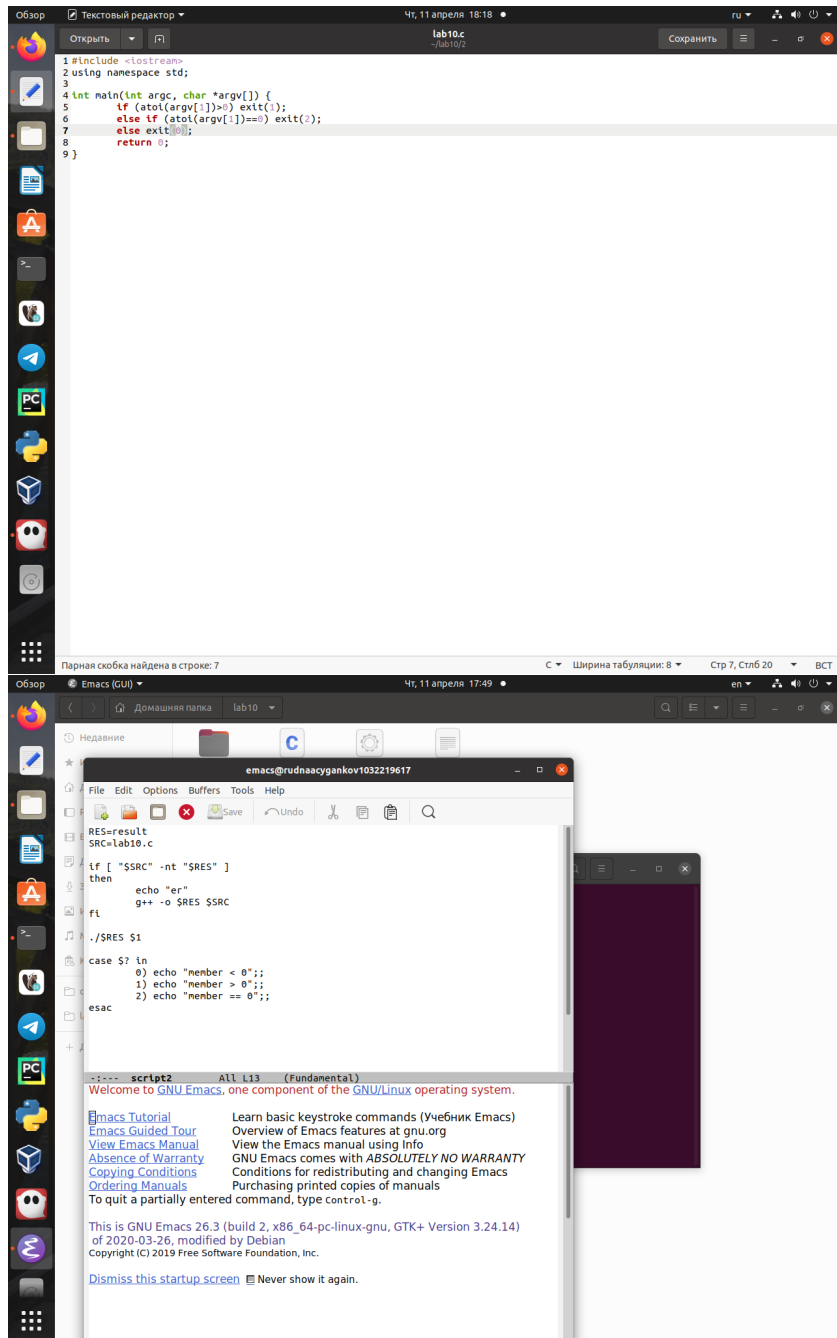 Обзор Текстовый редактор Чт, 11 апреля 18:18 ru
Открыть lab10.c Сохранить
~/lab10/2
1 #include <iostream>
2 using namespace std;
3
4 int main(int argc, char *argv[]) {
5 if (atoi(argv[1])>0) exit(1);
6 else if (atoi(argv[1])==0) exit(2);
7 else exit(0);
8 return 0;
9 }
Парная скобка найдена в строке: 7 C Ширина табуляции: 8 Стр 7, Стлб 20 ВСТ
Обзор Emacs (GUI) Чт, 11 апреля 17:49 en
Домашняя папка lab10
Недавние
C
emacs@rudnaacygankov1032219617
File Edit Options Buffers Tools Help
Save Undo
RES=result
SRC=lab10.c
if [ "$SRC" -nt "$RES" ]
then
echo "er"
g++ -o $RES $SRC
fi
./$RES $1
case $? in
0) echo "member < 0";;
1) echo "member > 0";;
2) echo "member == 0";;
esac
-:--- script2 All L13 (Fundamental)
Welcome to GNU Emacs, one component of the GNU/Linux operating system.
Emacs Tutorial Learn basic keystroke commands (Учебник Emacs)
Emacs Guided Tour Overview of Emacs features at gnu.org
View Emacs Manual View the Emacs manual using Info
Absence of Warranty GNU Emacs comes with ABSOLUTELY NO WARRANTY
Copying Conditions Conditions for redistributing and changing Emacs
Ordering Manuals Purchasing printed copies of manuals
To quit a partially entered command, type Control-g.
This is GNU Emacs 26.3 (build 2, x86_64-pc-linux-gnu, GTK+ Version 3.24.14)
of 2020-03-26, modified by Debian
Copyright (C) 2019 Free Software Foundation, Inc.
Dismiss this startup screen Never show it again.
PC
PC